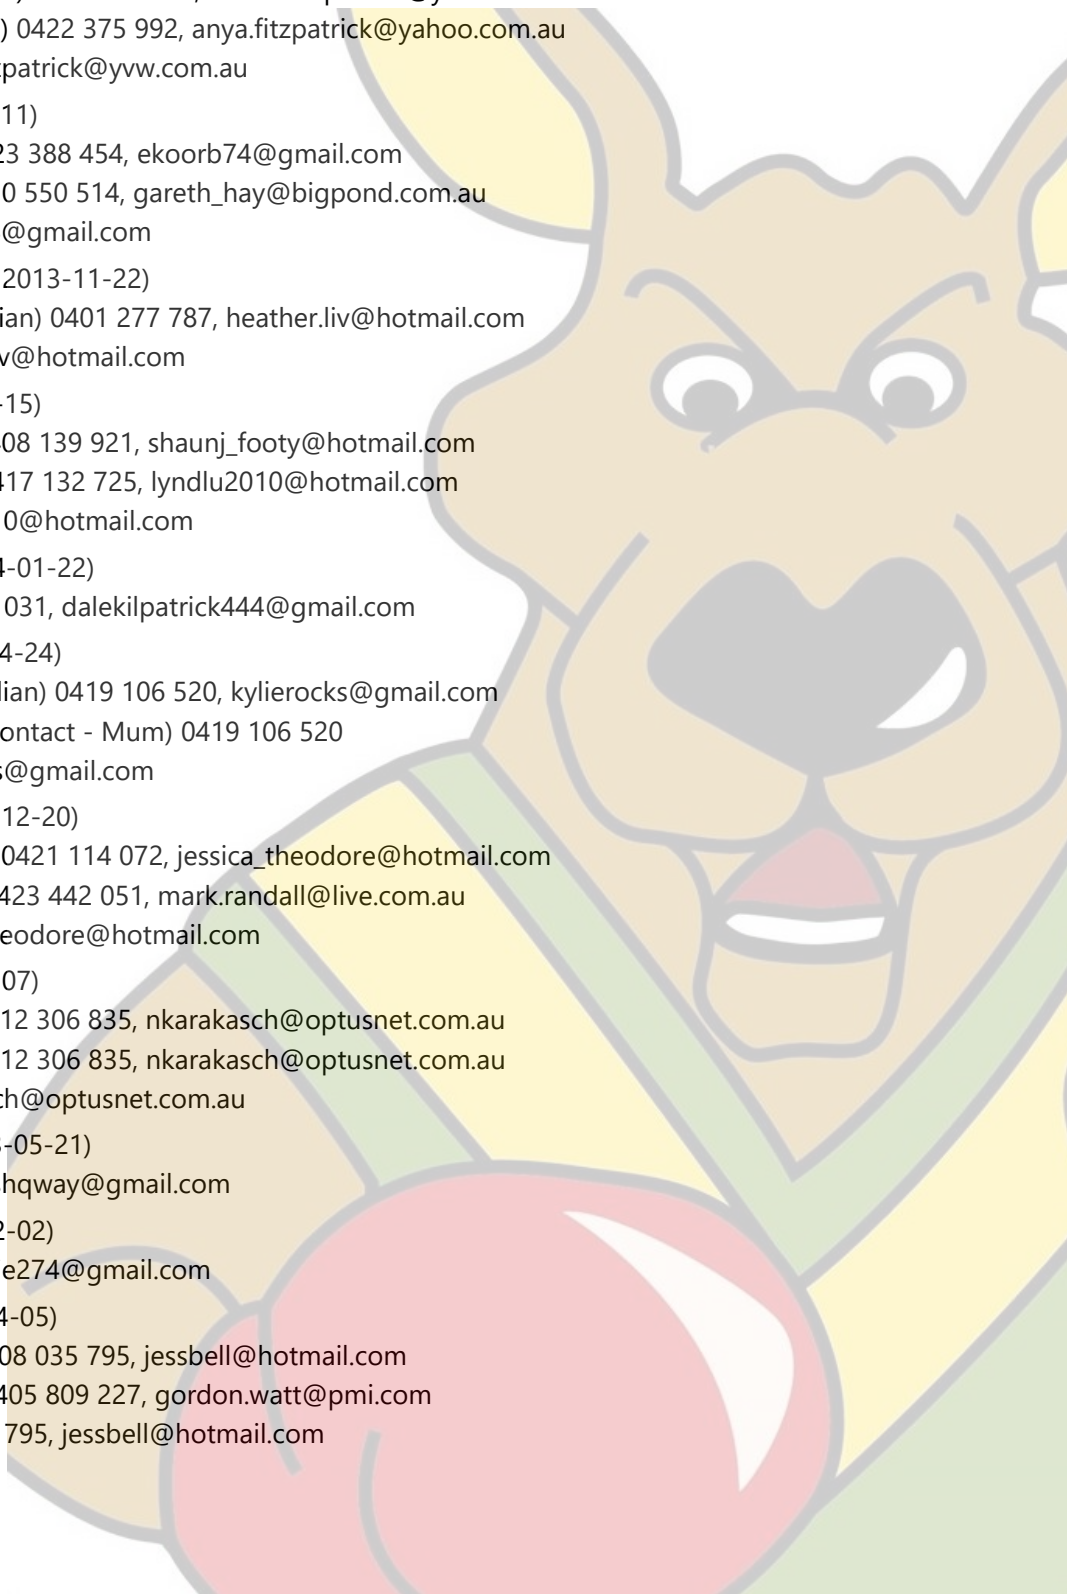 ) 0422 375 992, anya.fitzpatrick@yahoo.com.au
patrick@yvw.com.au
11)
23 388 454, ekoorb74@gmail.com
0 550 514, gareth_hay@bigpond.com.au
@gmail.com
2013-11-22)
ian) 0401 277 787, heather.liv@hotmail.com
v@hotmail.com
-15)
08 139 921, shaunj_footy@hotmail.com
417 132 725, lyndlu2010@hotmail.com
0@hotmail.com
4-01-22)
031, dalekilpatrick444@gmail.com
4-24)
lian) 0419 106 520, kylierocks@gmail.com
ontact - Mum) 0419 106 520
s@gmail.com
12-20)
0421 114 072, jessica_theodore@hotmail.com
423 442 051, mark.randall@live.com.au
eodore@hotmail.com
07)
12 306 835, nkarakasch@optusnet.com.au
12 306 835, nkarakasch@optusnet.com.au
ch@optusnet.com.au
-05-21)
hqway@gmail.com
2-02)
e274@gmail.com
4-05)
08 035 795, jessbell@hotmail.com
405 809 227, gordon.watt@pmi.com
795, jessbell@hotmail.com